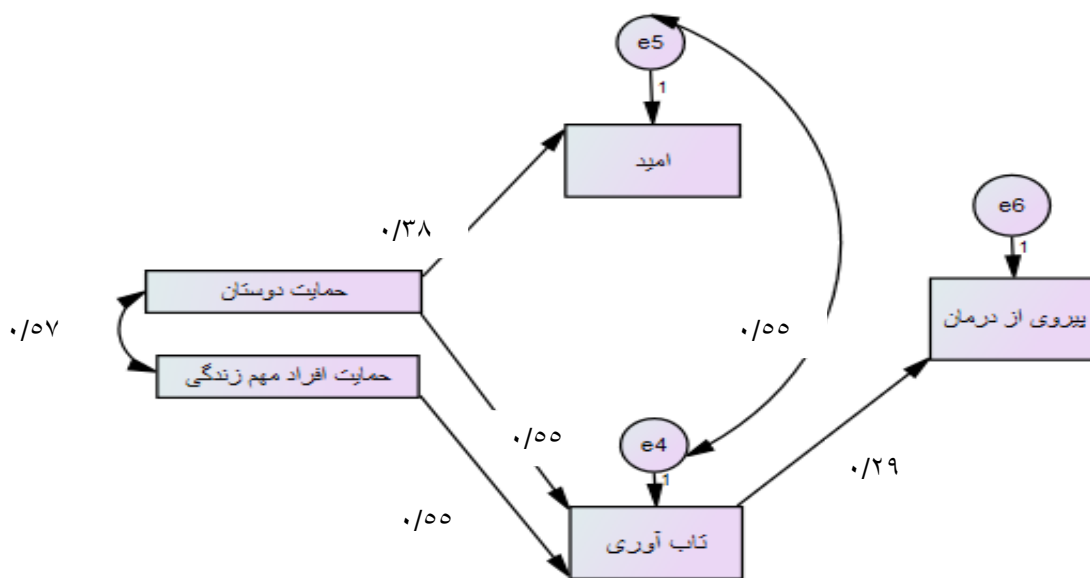 e5
1
امید
e6
1
۰/۳۸
حمایت دوستان
پیروی از درمان
۰/۵۷
۰/۵۵
حمایت افراد مهم زندگی
۰/۵۵
e4
۰/۲۹
1
۰/۵۵
تاب آوری